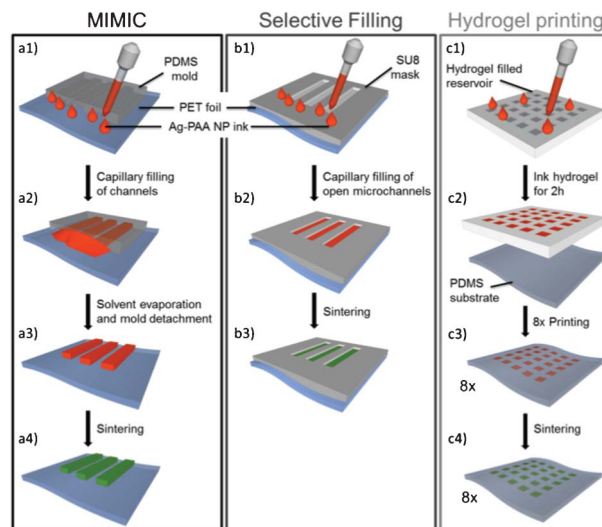 MIMIC
a1)
PDMS
mold
PET foil
Ag-PAA NP ink
Capillary filling
of channels
a2)
Solvent evaporation
and mold detachment
a3)
Sintering
a4)
Selective Filling
b1)
SU8
mask
Capillary filling of
open microchannels
b2)
Sintering
b3)
Hydrogel printing
c1)
Hydrogel filled
reservoir
Ink hydrogel
for 2h
c2)
PDMS
substrate
8x Printing
c3)
8x
Sintering
c4)
8x